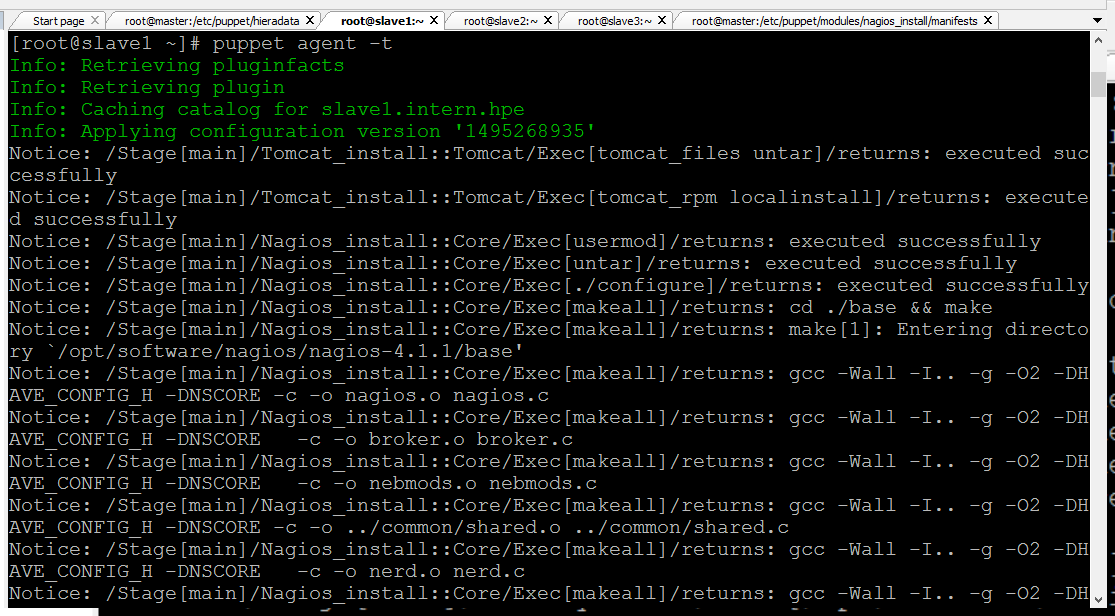 Start page
root@master:/etc/puppet/hieradata
root@slave1:~
root@slave2:~
root@slave3:~
root@master:/etc/puppet/modules/nagios_install/manifests
[root@slave1 ~]# puppet agent -t
Info: Retrieving pluginfacts
Info: Retrieving plugin
Info: Caching catalog for slave1.intern.hpe
Info: Applying configuration version '1495268935'
Notice: /Stage[main]/Tomcat_install::Tomcat/Exec[tomcat_files untar]/returns: executed suc
cessfully
Notice: /Stage[main]/Tomcat_install::Tomcat/Exec[tomcat_rpm localinstall]/returns: execute
d successfully
Notice: /Stage[main]/Nagios_install::Core/Exec[usermod]/returns: executed successfully
Notice: /Stage[main]/Nagios_install::Core/Exec[untar]/returns: executed successfully
Notice: /Stage[main]/Nagios_install::Core/Exec[./configure]/returns: executed successfully
Notice: /Stage[main]/Nagios_install::Core/Exec[makeall]/returns: cd ./base && make
Notice: /Stage[main]/Nagios_install::Core/Exec[makeall]/returns: make[1]: Entering directo
ry `/opt/software/nagios/nagios-4.1.1/base'
Notice: /Stage[main]/Nagios_install::Core/Exec[makeall]/returns: gcc -Wall -I.. -g -O2 -DH
AVE_CONFIG_H -DNSCORE -c -o nagios.o nagios.c
Notice: /Stage[main]/Nagios_install::Core/Exec[makeall]/returns: gcc -Wall -I.. -g -O2 -DH
AVE_CONFIG_H -DNSCORE   -c -o broker.o broker.c
Notice: /Stage[main]/Nagios_install::Core/Exec[makeall]/returns: gcc -Wall -I.. -g -O2 -DH
AVE_CONFIG_H -DNSCORE   -c -o nebmods.o nebmods.c
Notice: /Stage[main]/Nagios_install::Core/Exec[makeall]/returns: gcc -Wall -I.. -g -O2 -DH
AVE_CONFIG_H -DNSCORE -c -o ../common/shared.o ../common/shared.c
Notice: /Stage[main]/Nagios_install::Core/Exec[makeall]/returns: gcc -Wall -I.. -g -O2 -DH
AVE_CONFIG_H -DNSCORE   -c -o nerd.o nerd.c
Notice: /Stage[main]/Nagios_install::Core/Exec[makeall]/returns: gcc -Wall -I.. -g -O2 -DH